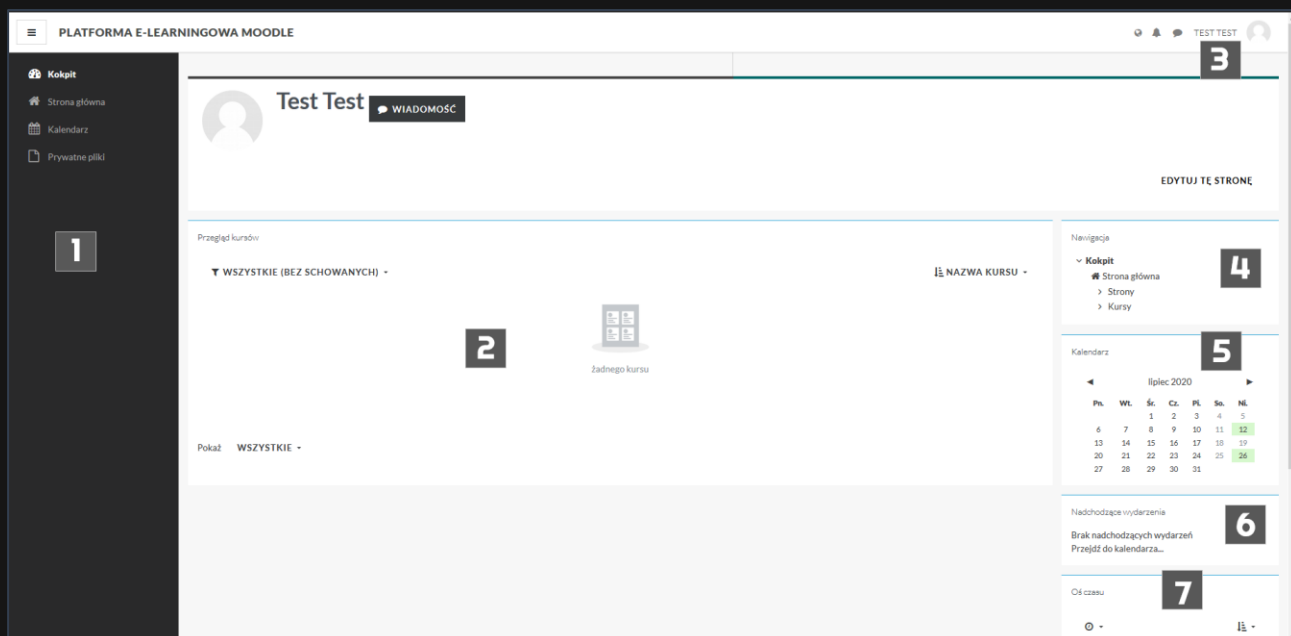 PLATFORMA E-LEARNINGOWA MOODLE
TEST TEST
3
Kokpit
Strona główna
Kalendarz
Prywatne pliki
1
Test Test
WIADOMOŚĆ
EDYTUJ TĘ STRONĘ
Przegląd kursów
WSZYSTKIE (BEZ SCHOWANYCH)
NAZWA KURSU
2
żadnego kursu
Pokaż WSZYSTKIE
Nawigacja
4
Kokpit
Strona główna
Strony
Kursy
Kalendarz
5
lipiec 2020
Pn. Wt. Śr. Cz. Pi. So. Ni.
1 2 3 4 5
6 7 8 9 10 11 12
13 14 15 16 17 18 19
20 21 22 23 24 25 26
27 28 29 30 31
Nadchodzące wydarzenia
6
Brak nadchodzących wydarzeń
Przejdź do kalendarza...
Oś czasu
7